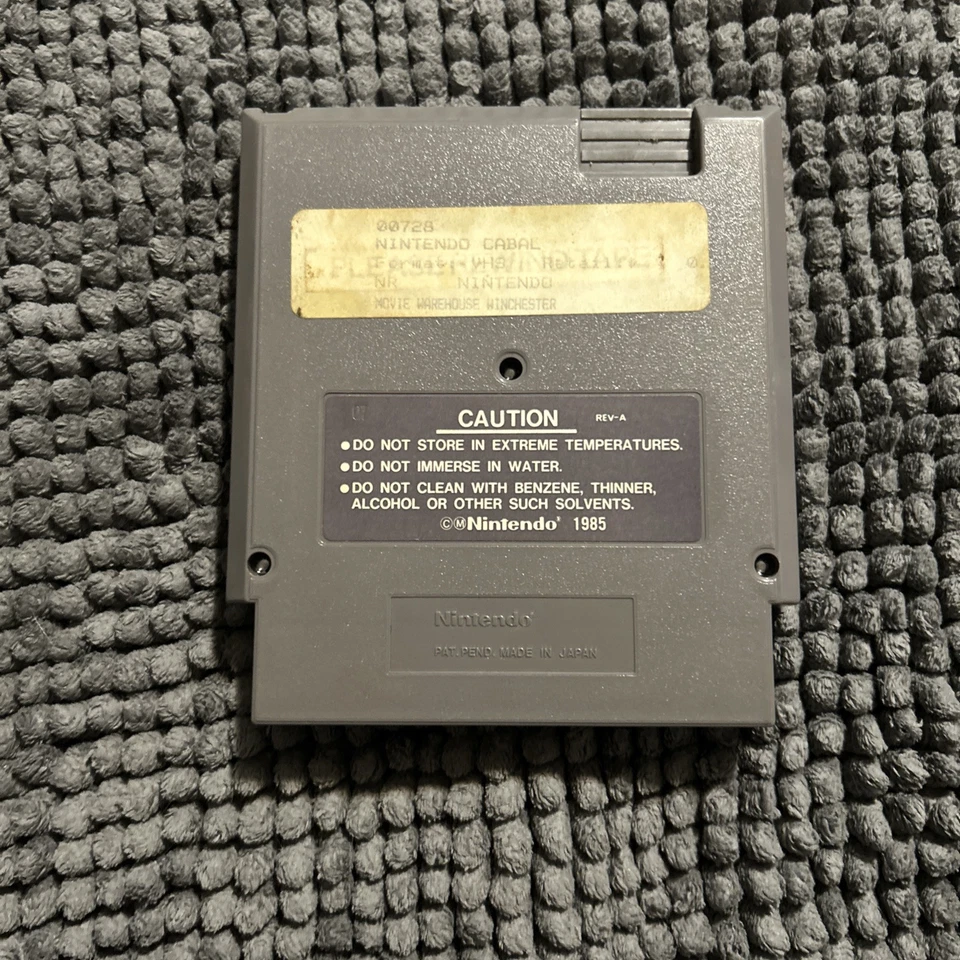 00728
NINTENDO CABAL
Format: VHS Retail:
NR NINTENDO
MOVIE WAREHOUSE WINCHESTER
CAUTION REV-A
●DO NOT STORE IN EXTREME TEMPERATURES.
●DO NOT IMMERSE IN WATER.
●DO NOT CLEAN WITH BENZENE, THINNER,
ALCOHOL OR OTHER SUCH SOLVENTS.
©ⓂNintendo® 1985
Nintendo®
PAT. PEND. MADE IN JAPAN